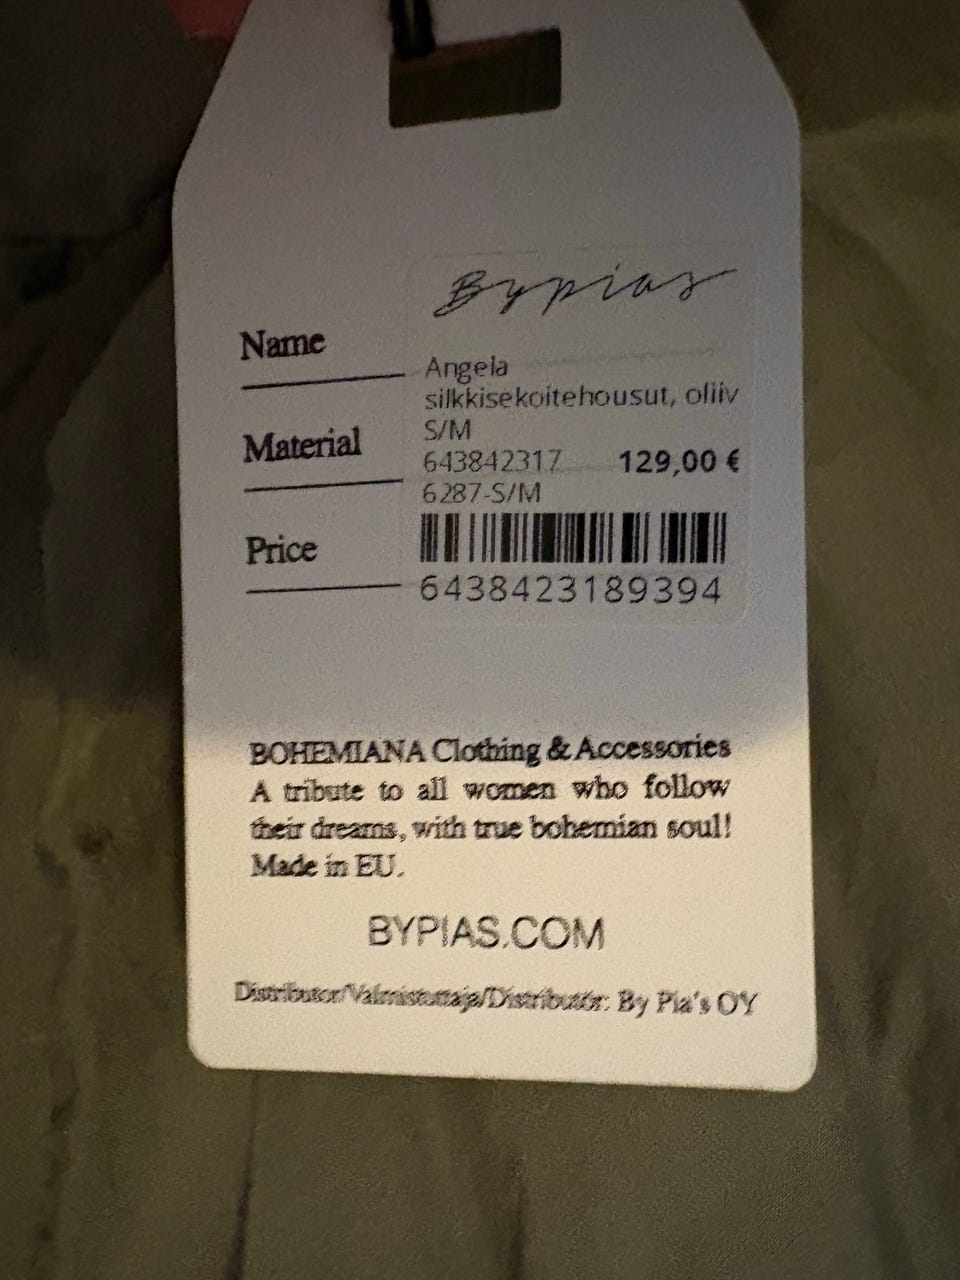 Bypias
Name
Angela
silkkisekoitehousut, oliiv
S/M
Material
643842317 129,00 €
6287-S/M
Price
6438423189394
BOHEMIANA Clothing & Accessories
A tribute to all women who follow
their dreams, with true bohemian soul!
Made in EU.
BYPIAS.COM
Distributor/Valmistuttaja/Distributör: By Pia's OY